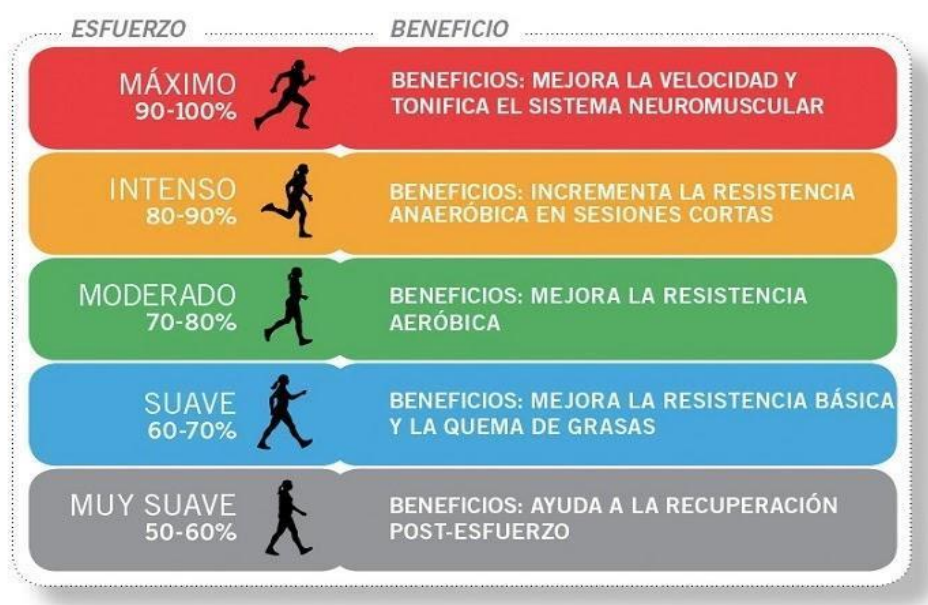 ESFUERZO
BENEFICIO
MÁXIMO
90-100%
BENEFICIOS: MEJORA LA VELOCIDAD Y
TONIFICA EL SISTEMA NEUROMUSCULAR
INTENSO
80-90%
BENEFICIOS: INCREMENTA LA RESISTENCIA
ANAERÓBICA EN SESIONES CORTAS
MODERADO
70-80%
BENEFICIOS: MEJORA LA RESISTENCIA
AERÓBICA
SUAVE
60-70%
BENEFICIOS: MEJORA LA RESISTENCIA BÁSICA
Y LA QUEMA DE GRASAS
MUY SUAVE
50-60%
BENEFICIOS: AYUDA A LA RECUPERACIÓN
POST-ESFUERZO